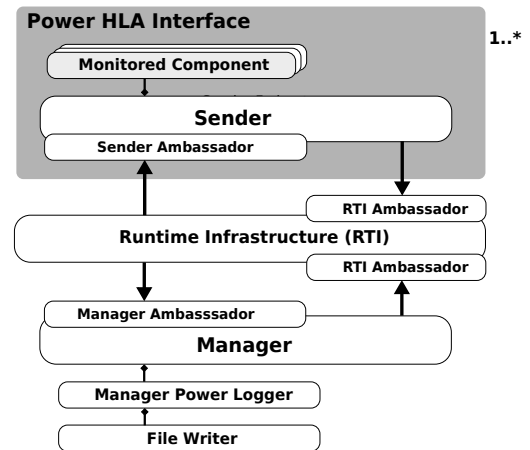 Power HLA Interface
1..*
Monitored Component
Sender
Sender Ambassador
RTI Ambassador
Runtime Infrastructure (RTI)
RTI Ambassador
Manager Ambasssador
Manager
Manager Power Logger
File Writer